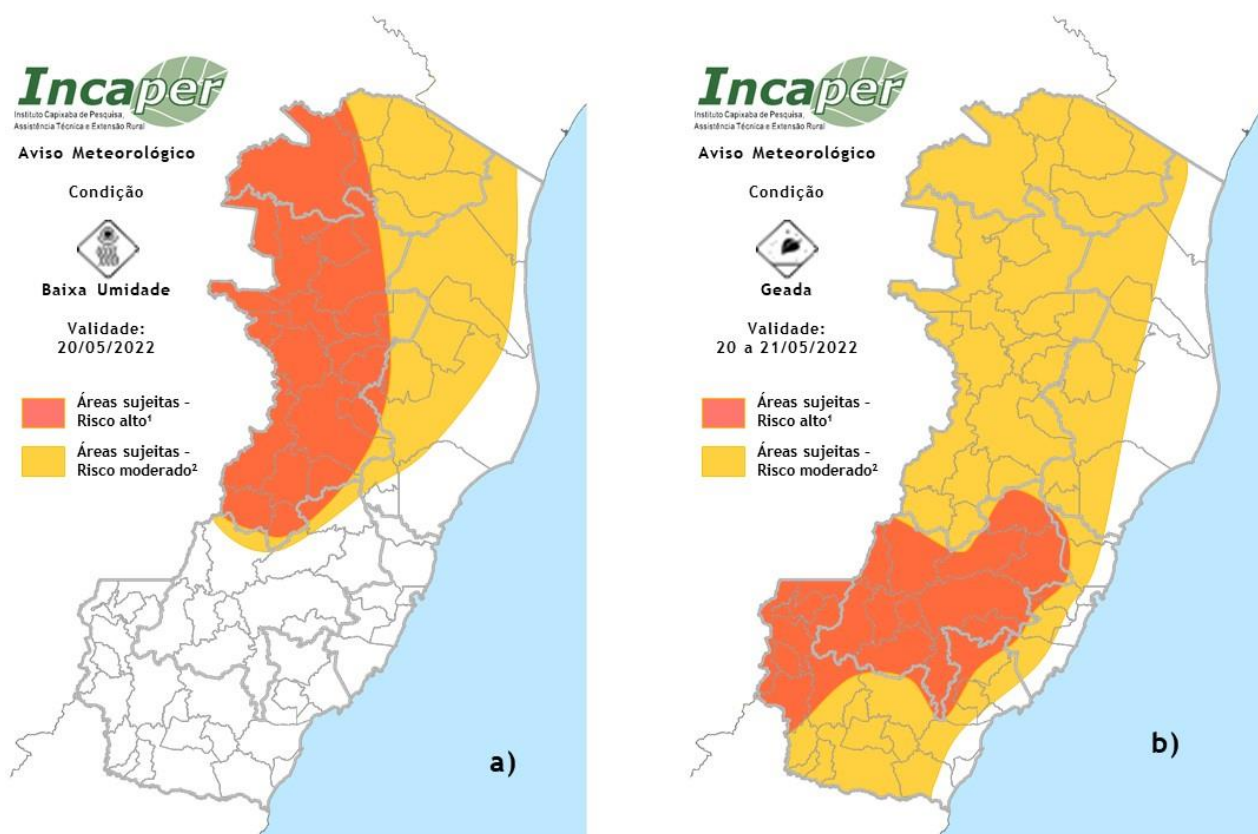 Incaper
Instituto Capixaba de Pesquisa,
Assistência Técnica e Extensão Rural
Aviso Meteorológico
Condição
Baixa Umidade
Validade:
20/05/2022
Áreas sujeitas -
Risco alto¹
Áreas sujeitas -
Risco moderado²
a)
Incaper
Instituto Capixaba de Pesquisa,
Assistência Técnica e Extensão Rural
Aviso Meteorológico
Condição
Geada
Validade:
20 a 21/05/2022
Áreas sujeitas -
Risco alto¹
Áreas sujeitas -
Risco moderado²
b)